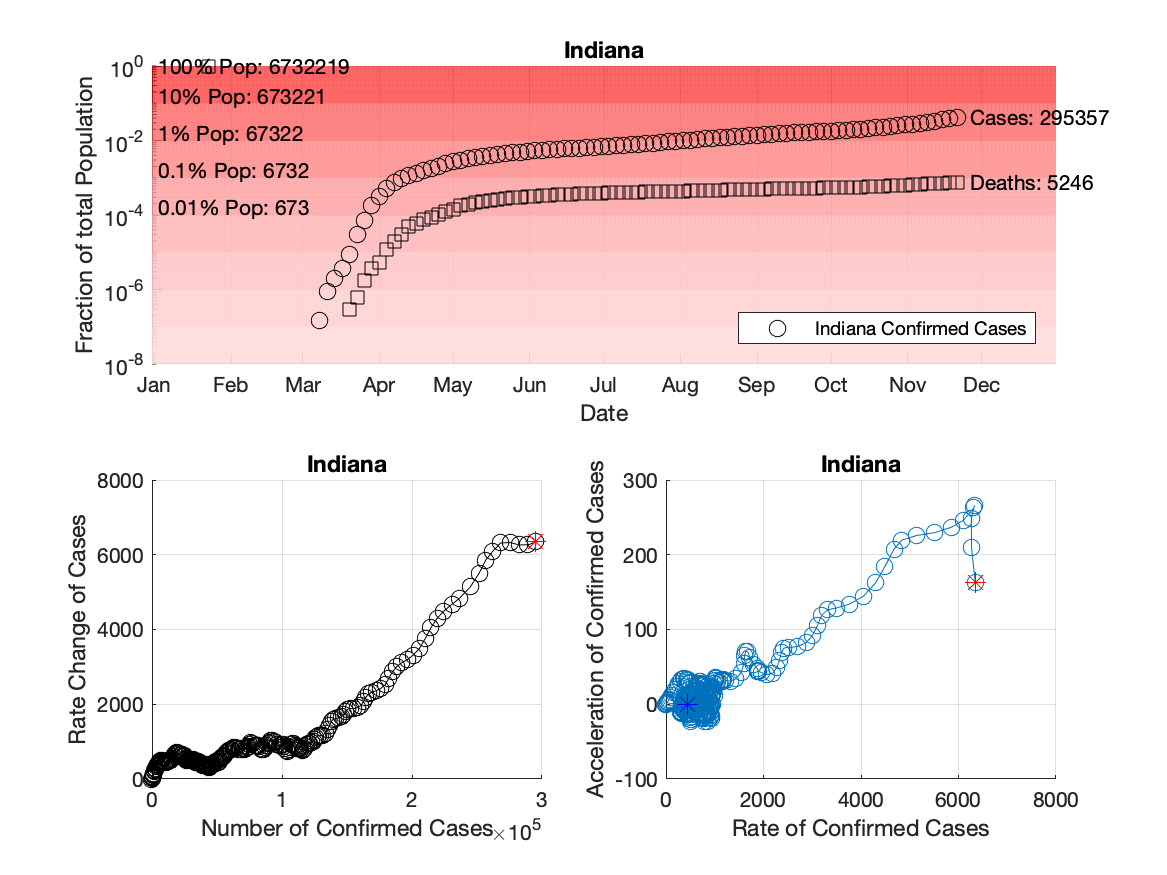 Indiana
Fraction of total Population
10^0
10^-2
10^-4
10^-6
10^-8
100% Pop: 6732219
10% Pop: 673221
1% Pop: 67322
0.1% Pop: 6732
0.01% Pop: 673
Cases: 295357
Deaths: 5246
Indiana Confirmed Cases
Jan Feb Mar Apr May Jun Jul Aug Sep Oct Nov Dec
Date
Indiana
Rate Change of Cases
8000
6000
4000
2000
0
0 1 2 3
Number of Confirmed Cases ×10^5
Indiana
Acceleration of Confirmed Cases
300
200
100
0
-100
0 2000 4000 6000 8000
Rate of Confirmed Cases